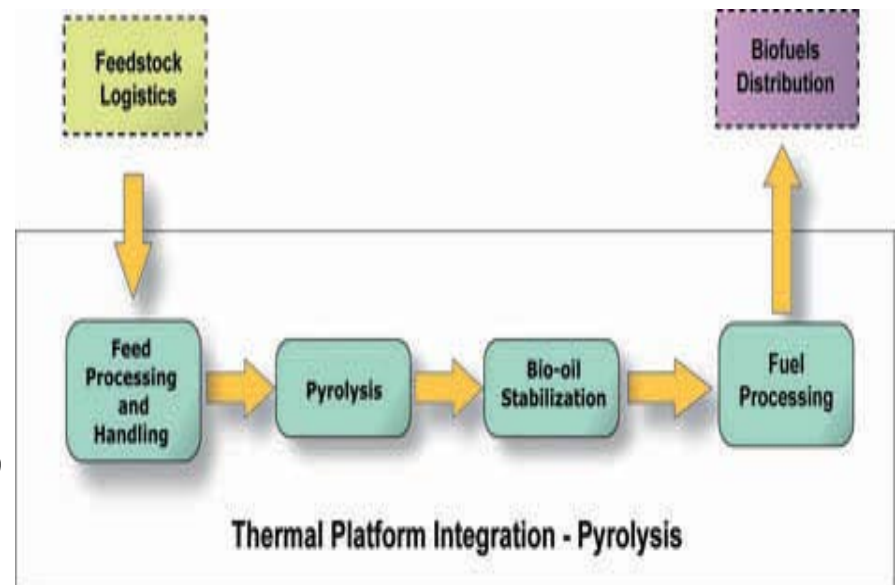 Feedstock
Logistics
Biofuels
Distribution
Feed
Processing
and
Handling
Pyrolysis
Bio-oil
Stabilization
Fuel
Processing
Thermal Platform Integration - Pyrolysis